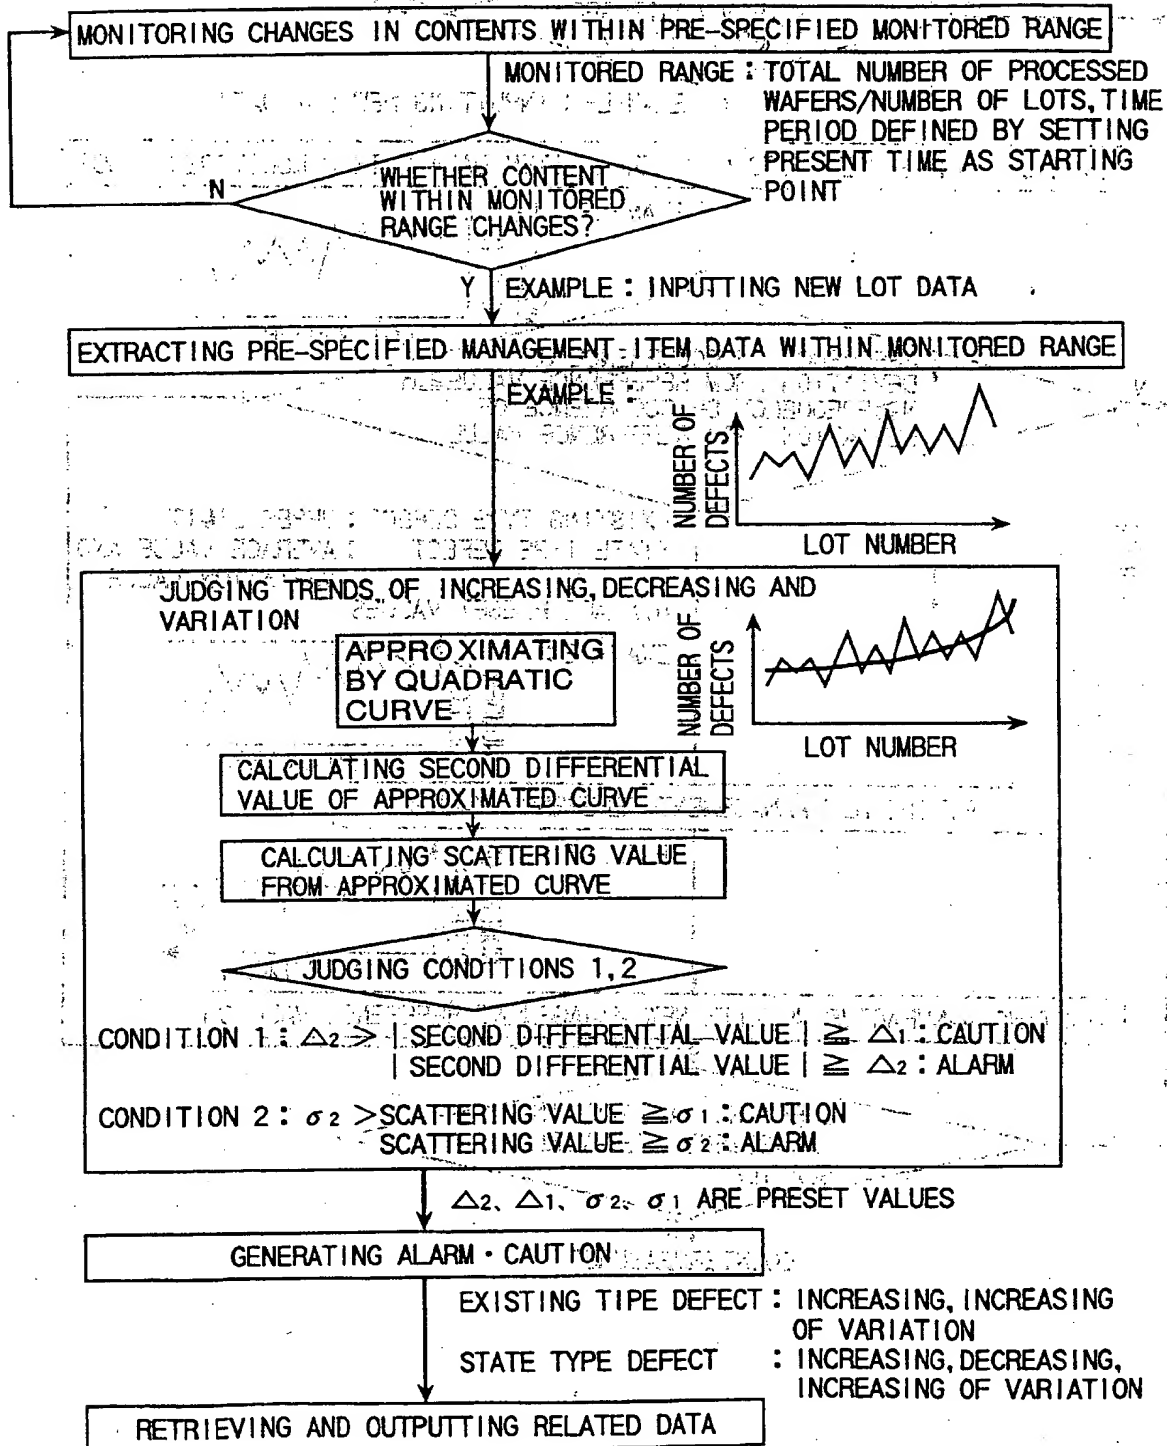 MONITORING CHANGES IN CONTENTS WITHIN PRE-SPECIFIED MONITORED RANGE
MONITORED RANGE : TOTAL NUMBER OF PROCESSED
WAFERS/NUMBER OF LOTS, TIME
PERIOD DEFINED BY SETTING
PRESENT TIME AS STARTING
POINT
N
WHETHER CONTENT
WITHIN MONITORED
RANGE CHANGES?
Y
EXAMPLE : INPUTTING NEW LOT DATA
EXTRACTING PRE-SPECIFIED MANAGEMENT-ITEM DATA WITHIN MONITORED RANGE
EXAMPLE :
NUMBER OF
DEFECTS
LOT NUMBER
JUDGING TRENDS OF INCREASING, DECREASING AND
VARIATION
APPROXIMATING
BY QUADRATIC
CURVE
NUMBER OF
DEFECTS
LOT NUMBER
CALCULATING SECOND DIFFERENTIAL
VALUE OF APPROXIMATED CURVE
CALCULATING SCATTERING VALUE
FROM APPROXIMATED CURVE
JUDGING CONDITIONS 1, 2
CONDITION 1 : △2 > | SECOND DIFFERENTIAL VALUE | ≧ △1 : CAUTION
| SECOND DIFFERENTIAL VALUE | ≧ △2 : ALARM
CONDITION 2 : σ2 > SCATTERING VALUE ≧ σ1 : CAUTION
SCATTERING VALUE ≧ σ2 : ALARM
△2、△1、σ2、σ1 ARE PRESET VALUES
GENERATING ALARM・CAUTION
EXISTING TIPE DEFECT : INCREASING, INCREASING
OF VARIATION
STATE TYPE DEFECT : INCREASING, DECREASING,
INCREASING OF VARIATION
RETRIEVING AND OUTPUTTING RELATED DATA